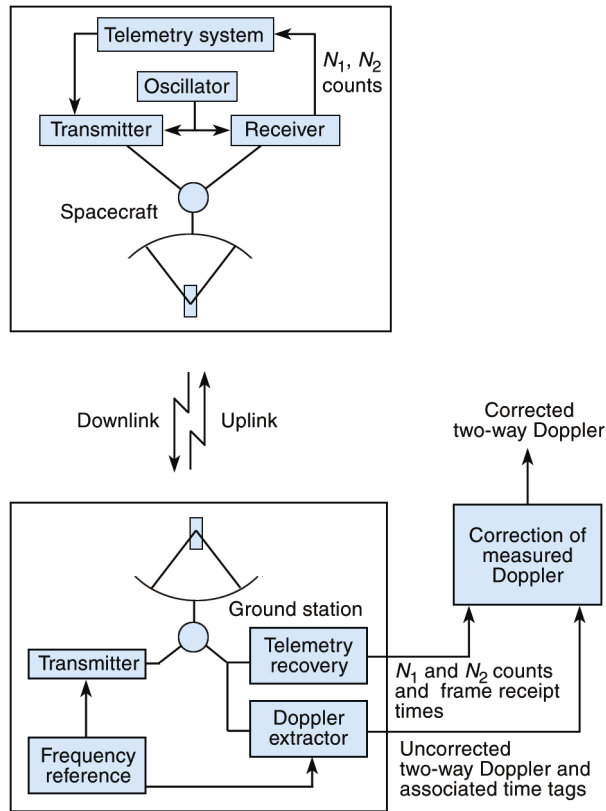 Telemetry system
N1, N2
counts
Oscillator
Transmitter
Receiver
Spacecraft
Downlink
Uplink
Corrected
two-way Doppler
Correction of
measured
Doppler
Ground station
Transmitter
Telemetry
recovery
N1 and N2 counts
and frame receipt
times
Doppler
extractor
Frequency
reference
Uncorrected
two-way Doppler and
associated time tags